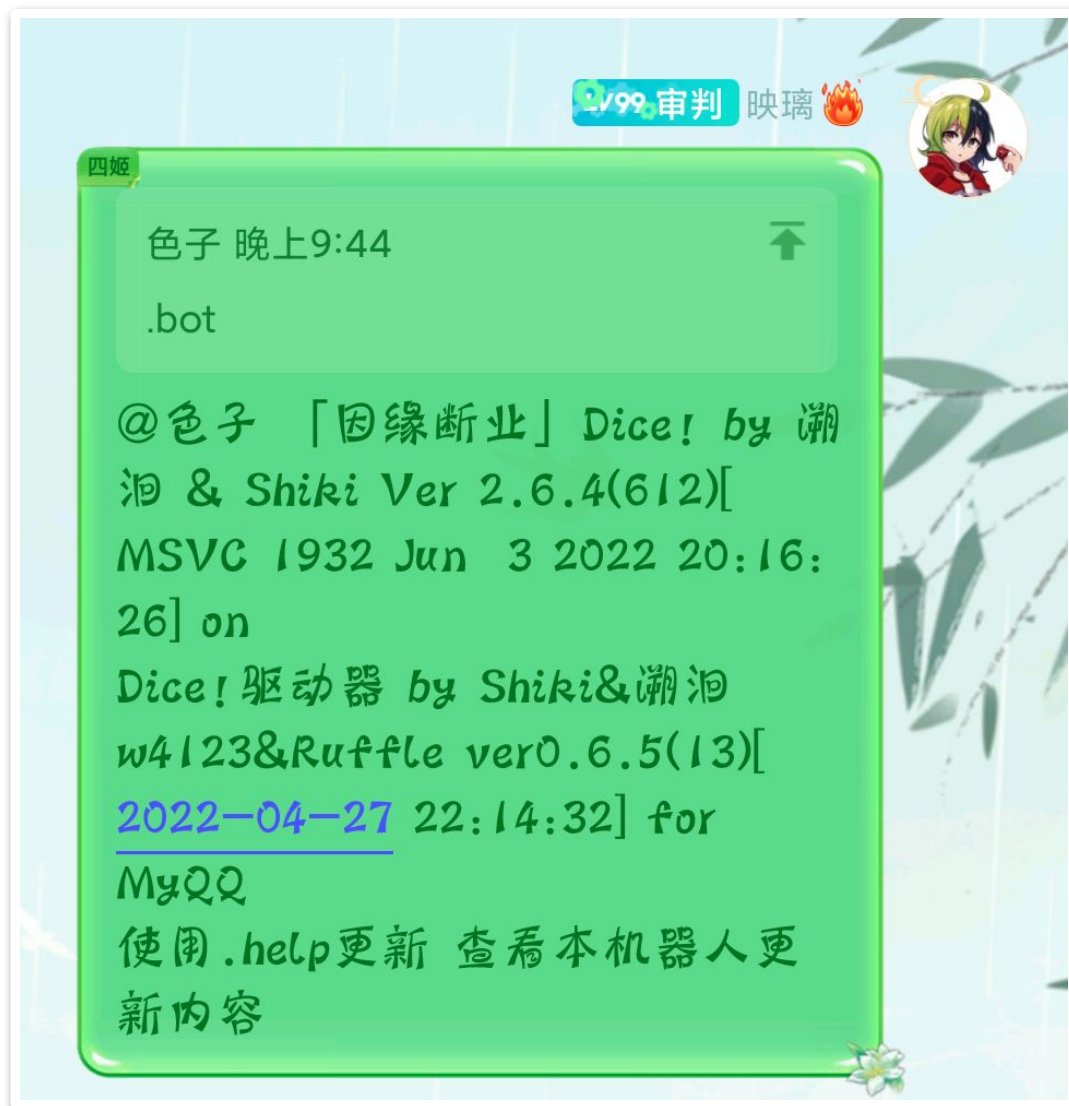 LV99 审判 映璃
四姬
色子 晚上9:44
.bot
@色子 「因缘断业」Dice! by 溯
洄 & Shiki Ver 2.6.4(612)[
MSVC 1932 Jun  3 2022 20:16:
26] on
Dice!驱动器 by Shiki&溯洄
w4123&Ruffle ver0.6.5(13)[
2022-04-27 22:14:32] for
MyQQ
使用.help更新 查看本机器人更
新内容